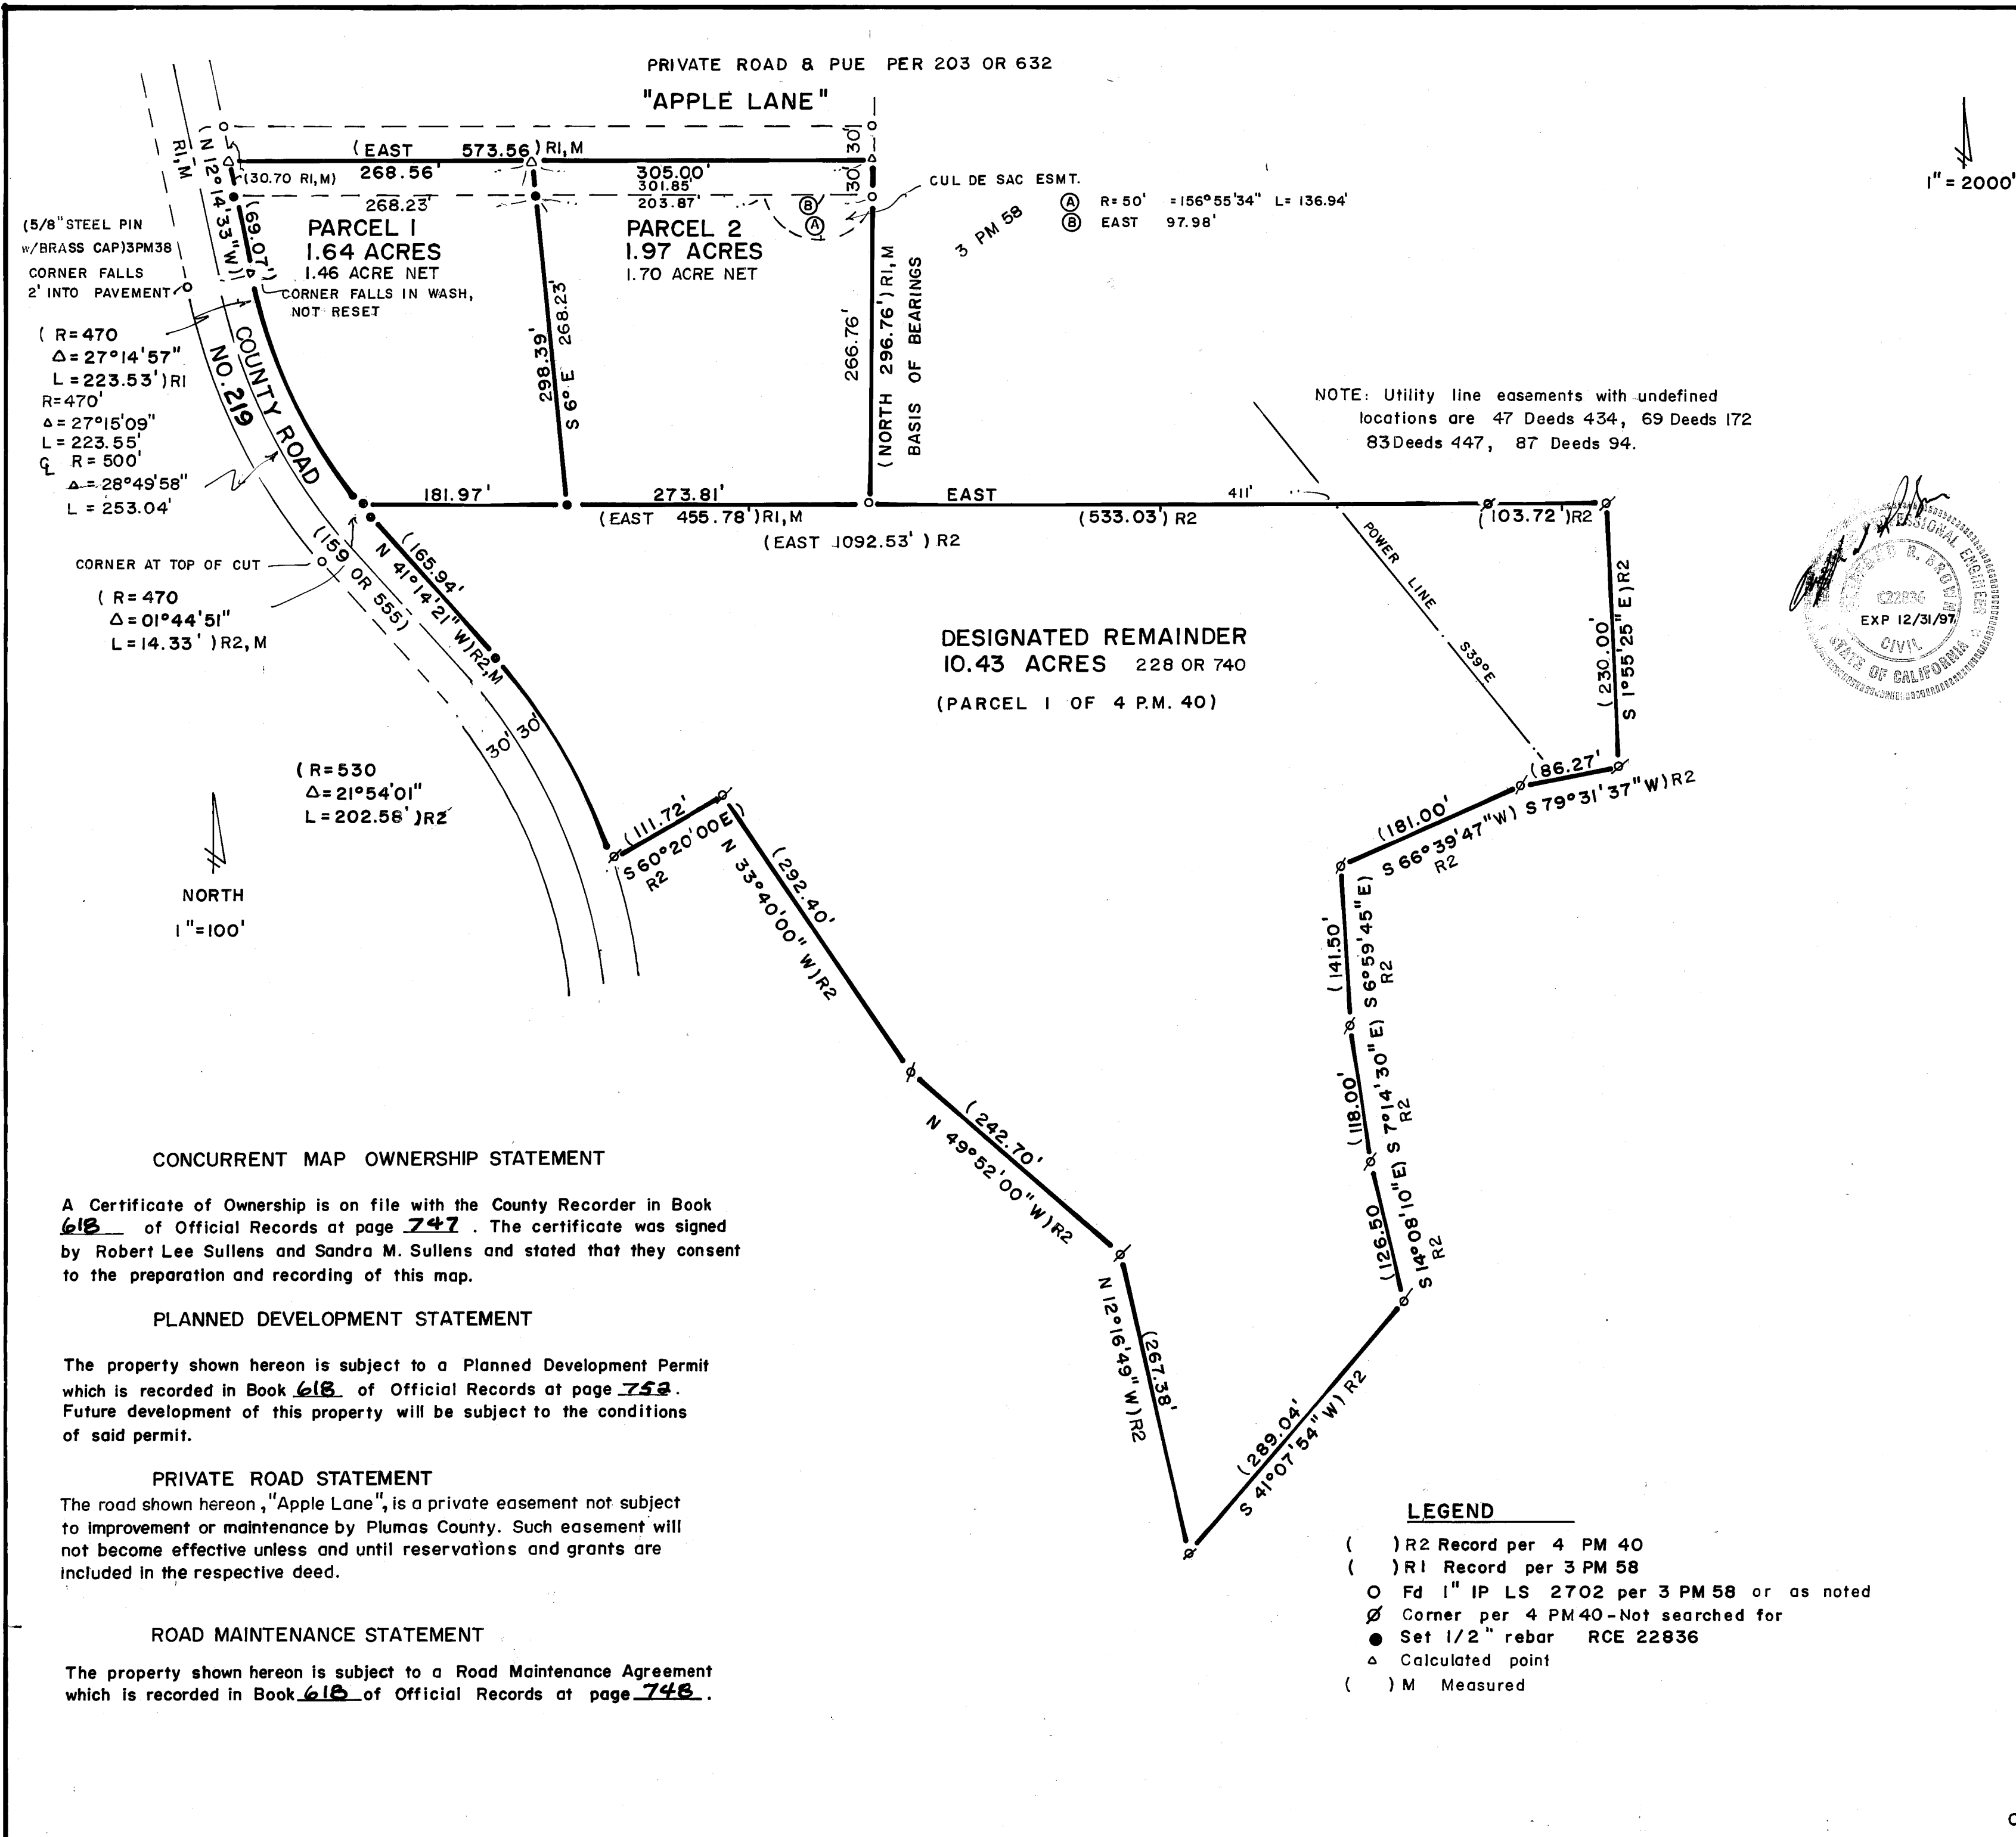 PRIVATE ROAD & PUE PER 203 OR 632
"APPLE LANE"
(EAST 573.56') R1,M
268.56'
305.00'
301.85'
(30.70 R1,M)
268.23'
203.87'
30'
30'
CUL DE SAC ESMT.
3 PM 58
Ⓐ R=50' =156°55'34" L=136.94'
Ⓑ EAST 97.98'
Ⓑ
Ⓐ
1"=2000'
(N 12°14'33"W)
R1,M
(69.07')
(5/8" STEEL PIN
w/BRASS CAP)3PM38
CORNER FALLS
2' INTO PAVEMENT
PARCEL 1
1.64 ACRES
1.46 ACRE NET
CORNER FALLS IN WASH,
NOT RESET
PARCEL 2
1.97 ACRES
1.70 ACRE NET
298.39'
S 6° E 268.23'
266.76'
(NORTH 296.76') R1,M
BASIS OF BEARINGS
( R=470
Δ=27°14'57"
L=223.53')R1
R=470'
Δ=27°15'09"
L=223.55'
℄ R=500'
Δ=28°49'58"
L=253.04'
COUNTY ROAD
NO. 219
(159 OR 555)
NOTE: Utility line easements with undefined
locations are 47 Deeds 434, 69 Deeds 172
83 Deeds 447, 87 Deeds 94.
181.97'
273.81'
(EAST 455.78')R1,M
EAST
411'
(533.03') R2
(103.72')R2
(EAST 1092.53') R2
CORNER AT TOP OF CUT
( R=470
Δ=01°44'51"
L=14.33' )R2,M
(165.94'
N 41°14'21"W)R2,M
POWER LINE
S39°E
(230.00'
S 1°55'25"E)R2
PROFESSIONAL ENGINEER
R. BROWN
C22836
EXP 12/31/97
CIVIL
STATE OF CALIFORNIA
DESIGNATED REMAINDER
10.43 ACRES 228 OR 740
(PARCEL 1 OF 4 P.M. 40)
30' 30'
( R=530
Δ=21°54'01"
L=202.58')R2
(111.72'
S 60°20'00E)
R2
(86.27'
S 79°31'37"W)R2
(181.00'
S 66°39'47"W)
R2
NORTH
1"=100'
(292.40'
N 33°40'00"W)R2
(141.50'
S 6°59'45"E)
R2
(118.00'
S 7°14'30"E)
R2
(126.50
S 14°08'10"E)
R2
(242.70'
N 49°52'00"W)R2
(267.38'
N 12°16'49"W)R2
(289.04'
S 41°07'54"W)R2
CONCURRENT MAP OWNERSHIP STATEMENT
A Certificate of Ownership is on file with the County Recorder in Book
618 of Official Records at page 747 . The certificate was signed
by Robert Lee Sullens and Sandra M. Sullens and stated that they consent
to the preparation and recording of this map.
PLANNED DEVELOPMENT STATEMENT
The property shown hereon is subject to a Planned Development Permit
which is recorded in Book 618 of Official Records at page 752.
Future development of this property will be subject to the conditions
of said permit.
PRIVATE ROAD STATEMENT
The road shown hereon, "Apple Lane", is a private easement not subject
to improvement or maintenance by Plumas County. Such easement will
not become effective unless and until reservations and grants are
included in the respective deed.
ROAD MAINTENANCE STATEMENT
The property shown hereon is subject to a Road Maintenance Agreement
which is recorded in Book 618 of Official Records at page 748.
LEGEND
( )R2 Record per 4 PM 40
( )R1 Record per 3 PM 58
O Fd 1" IP LS 2702 per 3 PM 58 or as noted
Ø Corner per 4 PM 40-Not searched for
● Set 1/2" rebar RCE 22836
Δ Calculated point
( )M Measured